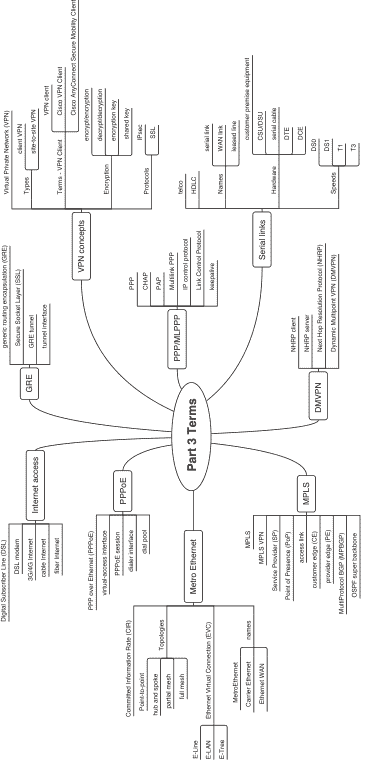 Part 3 Terms
GRE
generic routing encapsulation (GRE)
Secure Socket Layer (SSL)
GRE tunnel
tunnel interface
VPN concepts
Virtual Private Network (VPN)
Types
client VPN
site-to-site VPN
Terms - VPN Client
VPN client
Cisco VPN Client
Cisco AnyConnect Secure Mobility Client
Encryption
encrypt/encryption
decrypt/decryption
encryption key
shared key
Protocols
IPsec
SSL
PPP/MLPPP
PPP
CHAP
PAP
Multilink PPP
IP control protocol
Link Control Protocol
keepalive
Serial links
telco
HDLC
Names
serial link
WAN link
leased line
Hardware
customer premise equipment
CSU/DSU
serial cable
DTE
DCE
Speeds
DS0
DS1
T1
T3
DMVPN
NHRP client
NHRP server
Next Hop Resolution Protocol (NHRP)
Dynamic Multipoint VPN (DMVPN)
Internet access
Digital Subscriber Line (DSL)
DSL modem
3G/4G Internet
cable Internet
fiber Internet
PPPoE
PPP over Ethernet (PPPoE)
virtual-access interface
PPPoE session
dialer interface
dial pool
Metro Ethernet
Committed Information Rate (CIR)
Topologies
Point-to-point
hub and spoke
partial mesh
full mesh
Ethernet Virtual Connection (EVC)
E-Line
E-LAN
E-Tree
names
MetroEthernet
Carrier Ethernet
Ethernet WAN
MPLS
MPLS
MPLS VPN
Service Provider (SP)
Point of Presence (PoP)
access link
customer edge (CE)
provider edge (PE)
MultiProtocol BGP (MPBGP)
OSPF super backbone